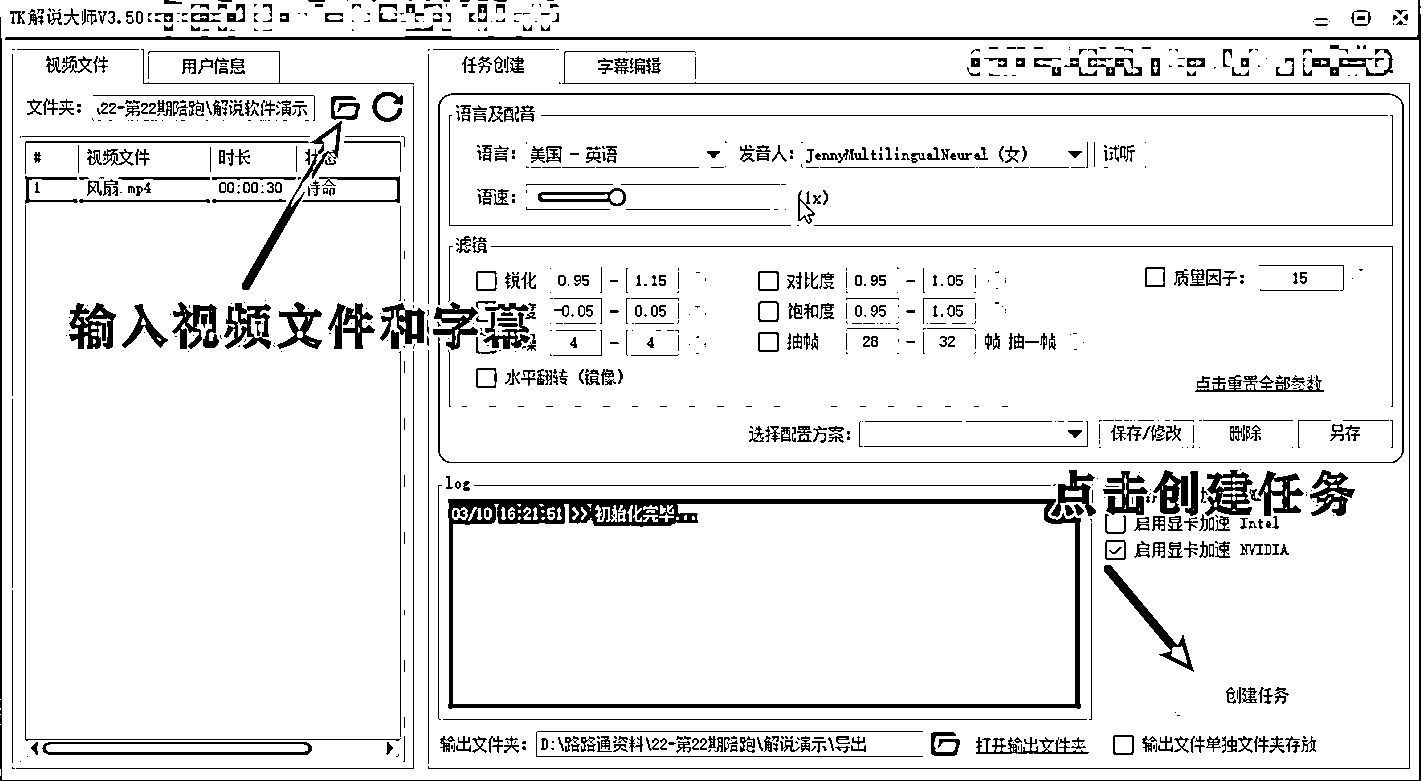 TK解说大师V3.50
视频文件 用户信息
文件夹: \22-第22期陪跑\解说软件演示
# 视频文件 时长 状态
1 风扇.mp4 00:00:30 待命
输入视频文件和字幕
任务创建 字幕编辑
语言及配音
语言: 美国 - 英语 发音人: JennyMultilingualNeural (女) 试听
语速: (1x)
滤镜
锐化 0.95 - 1.15 对比度 0.95 - 1.05 质量因子: 15
-0.05 - 0.05 饱和度 0.95 - 1.05
4 - 4 抽帧 28 - 32 帧 抽一帧
水平翻转 (镜像)
点击重置全部参数
选择配置方案: 保存/修改 删除 另存
log
03/10 16:21:51 >> 初始化完毕...
点击创建任务
启用显卡加速 Intel
启用显卡加速 NVIDIA
创建任务
输出文件夹: D:\路路通资料\22-第22期陪跑\解说演示\导出 打开输出文件夹 输出文件单独文件夹存放